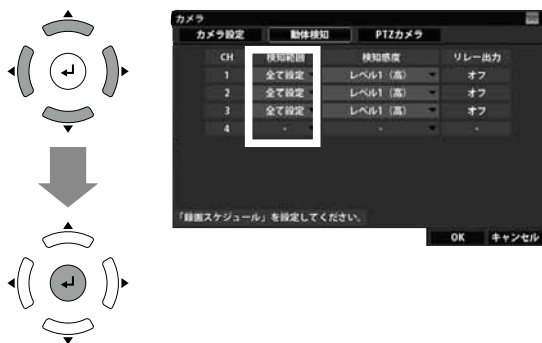 カメラ
カメラ設定 動体検知 PTZカメラ
CH 検知範囲 検知感度 リレー出力
1 全て設定 レベル1（高） オフ
2 全て設定 レベル1（高） オフ
3 全て設定 レベル1（高） オフ
4 - - -
「録画スケジュール」を設定してください。
OK キャンセル